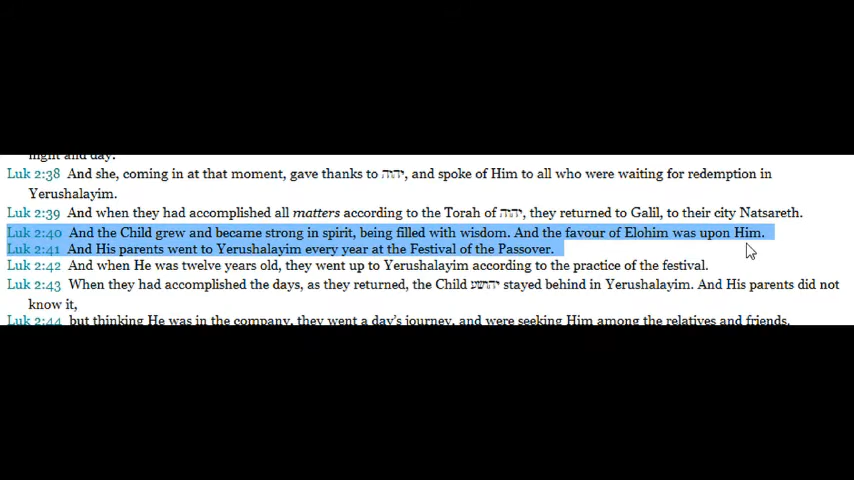 night and day.
Luk 2:38 And she, coming in at that moment, gave thanks to יהוה, and spoke of Him to all who were waiting for redemption in
Yerushalayim.
Luk 2:39 And when they had accomplished all matters according to the Torah of יהוה, they returned to Galil, to their city Natsareth.
Luk 2:40 And the Child grew and became strong in spirit, being filled with wisdom. And the favour of Elohim was upon Him.
Luk 2:41 And His parents went to Yerushalayim every year at the Festival of the Passover.
Luk 2:42 And when He was twelve years old, they went up to Yerushalayim according to the practice of the festival.
Luk 2:43 When they had accomplished the days, as they returned, the Child יהושע stayed behind in Yerushalayim. And His parents did not
know it,
Luk 2:44 but thinking He was in the company, they went a day’s journey, and were seeking Him among the relatives and friends.